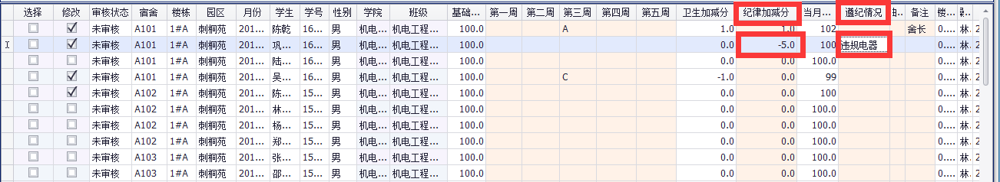 选择 修改 审核状态 宿舍 楼栋 园区 月份 学生 学号 性别 学院 班级 基础... 第一周 第二周 第三周 第四周 第五周 卫生加减分 纪律加减分 当月... 遵纪情况 备注 楼...
未审核 A101 1#A 刺桐苑 201... 陈乾 16... 男 机电... 机电工程... 100.0 A 1.0 1.0 102 舍长 0.... 林. 2
未审核 A101 1#A 刺桐苑 201... 巩... 16... 男 机电... 机电工程... 100.0 0.0 -5.0 100 违规电器 0.... 林. 2
未审核 A101 1#A 刺桐苑 201... 陆... 16... 男 机电... 机电工程... 100.0 0.0 0.0 100.0 0.... 林. 2
未审核 A101 1#A 刺桐苑 201... 吴... 16... 男 机电... 机电工程... 100.0 C -1.0 0.0 99 0.... 林. 2
未审核 A102 1#A 刺桐苑 201... 陈... 15... 男 机电... 机电工程... 100.0 0.0 0.0 100 0.... 林. 2
未审核 A102 1#A 刺桐苑 201... 林... 15... 男 机电... 机电工程... 100.0 0.0 0.0 100.0 0.... 林. 2
未审核 A102 1#A 刺桐苑 201... 杨... 15... 男 机电... 机电工程... 100.0 0.0 0.0 100.0 0.... 林. 2
未审核 A102 1#A 刺桐苑 201... 郑... 15... 男 机电... 机电工程... 100.0 0.0 0.0 100.0 0.... 林. 2
未审核 A103 1#A 刺桐苑 201... 张... 15... 男 机电... 机电工程... 100.0 0.0 0.0 100.0 0.... 林. 2
未审核 A103 1#A 刺桐苑 201... 邵... 15... 男 机电... 机电工程... 100.0 0.0 0.0 100.0 0.... 林. 2